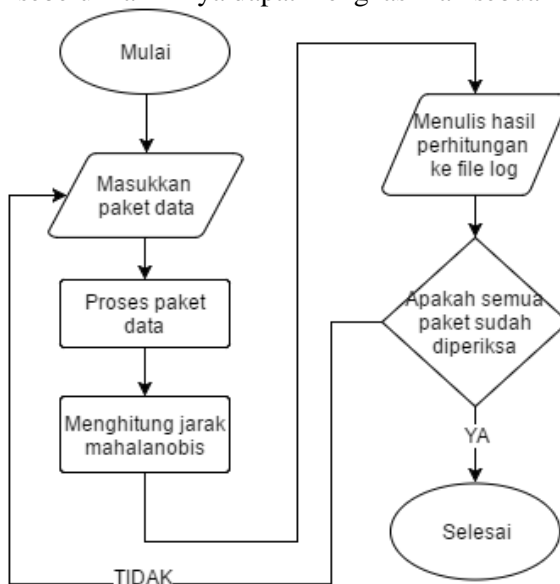 Mulai
Masukkan
paket data
Proses paket
data
Menghitung jarak
mahalanobis
Menulis hasil
perhitungan
ke file log
Apakah semua
paket sudah
diperiksa
YA
Selesai
TIDAK